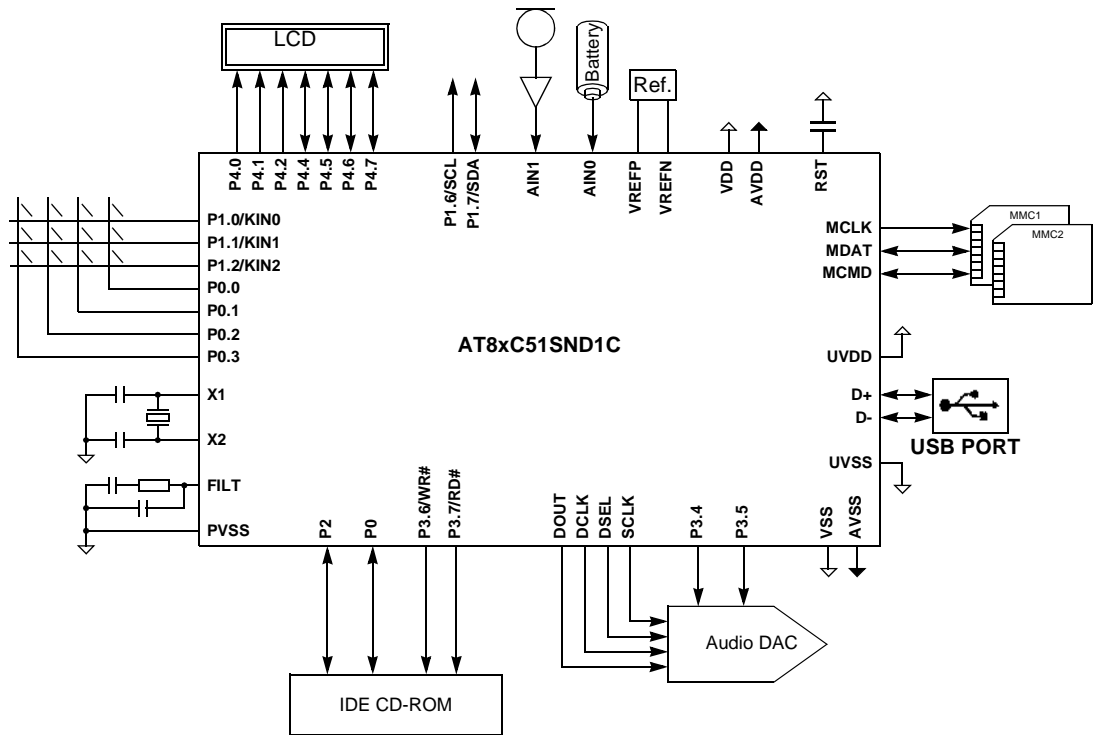 LCD
Battery
Ref.
P4.0
P4.1
P4.2
P4.4
P4.5
P4.6
P4.7
P1.6/SCL
P1.7/SDA
AIN1
AIN0
VREFP
VREFN
VDD
AVDD
RST
P1.0/KIN0
P1.1/KIN1
P1.2/KIN2
P0.0
P0.1
P0.2
P0.3
X1
X2
FILT
PVSS
AT8xC51SND1C
MCLK
MDAT
MCMD
MMC1
MMC2
UVDD
D+
D-
USB PORT
UVSS
P2
P0
P3.6/WR#
P3.7/RD#
DOUT
DCLK
DSEL
SCLK
P3.4
P3.5
VSS
AVSS
Audio DAC
IDE CD-ROM